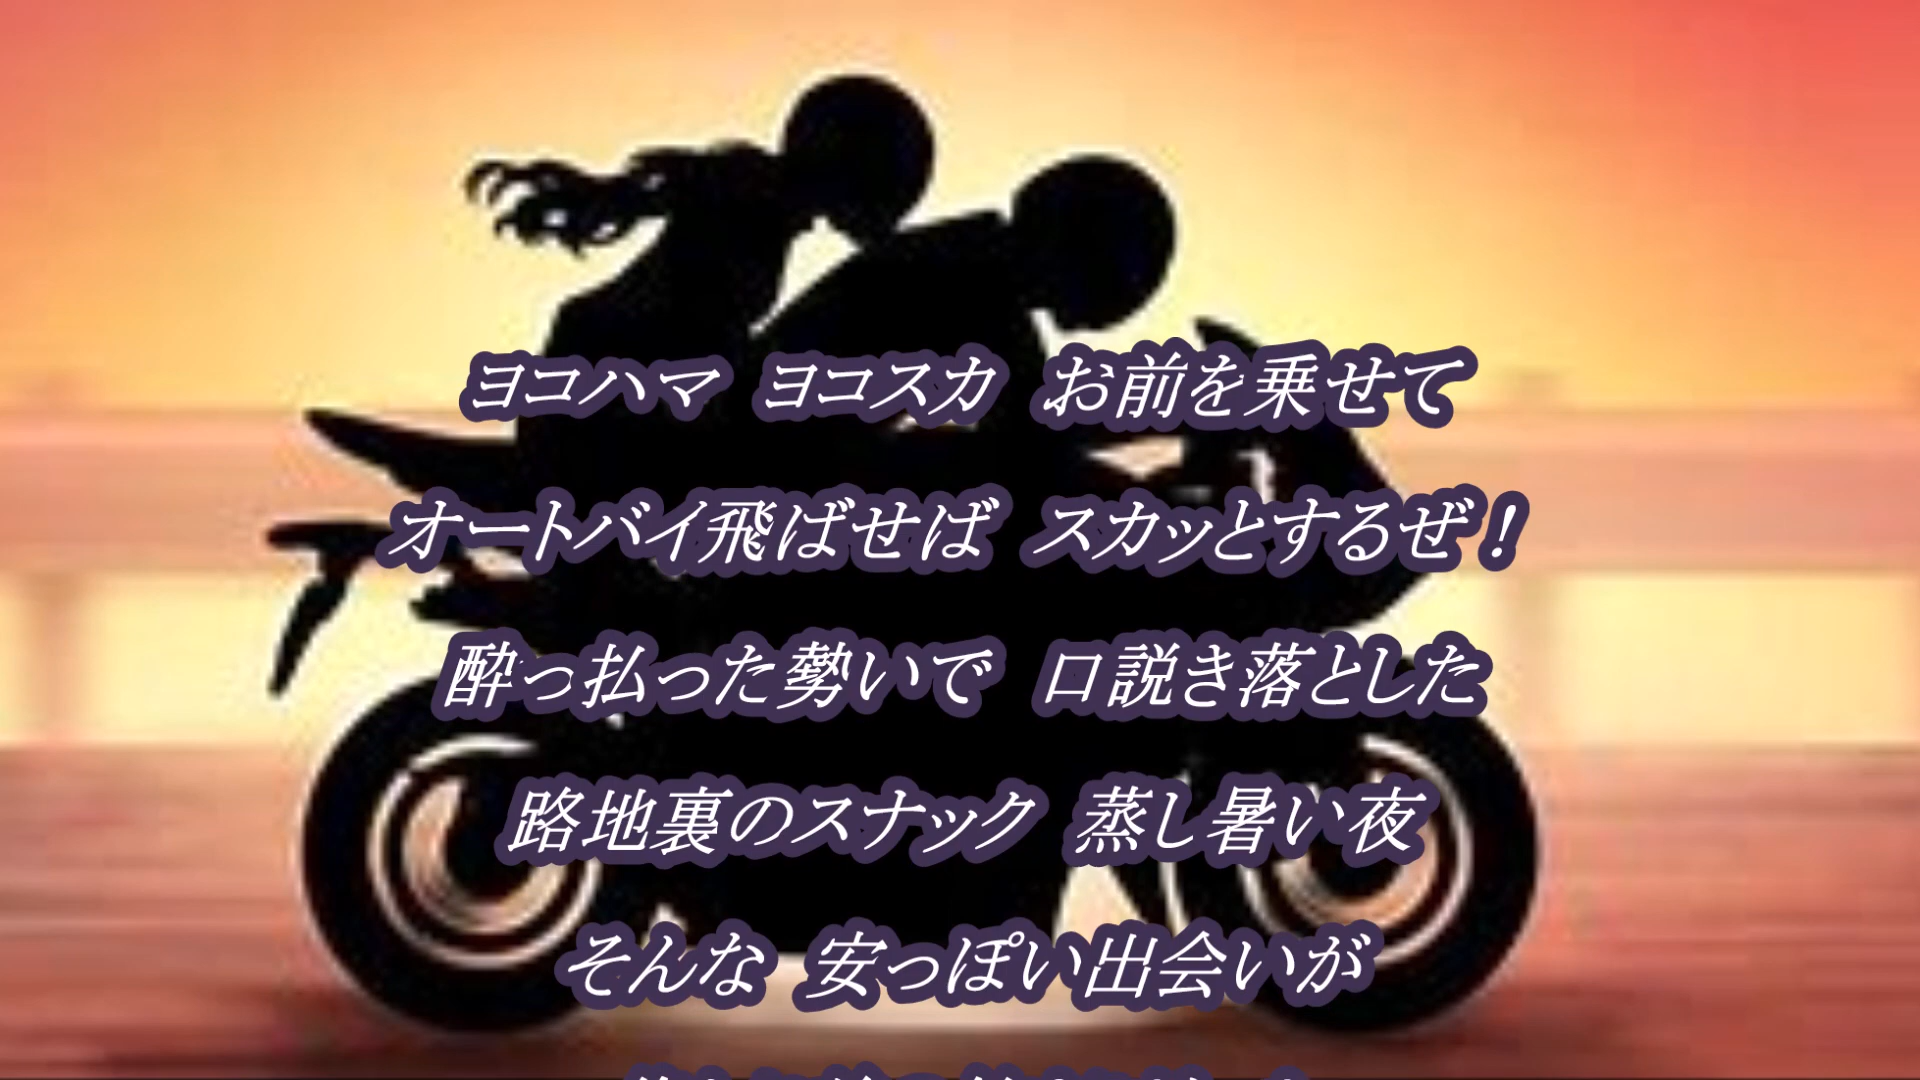 ヨコハマ ヨコスカ お前を乗せて
オートバイ飛ばせば スカッとするぜ!
酔っ払った勢いで 口説き落とした
路地裏のスナック 蒸し暑い夜
そんな 安っぽい出会いが